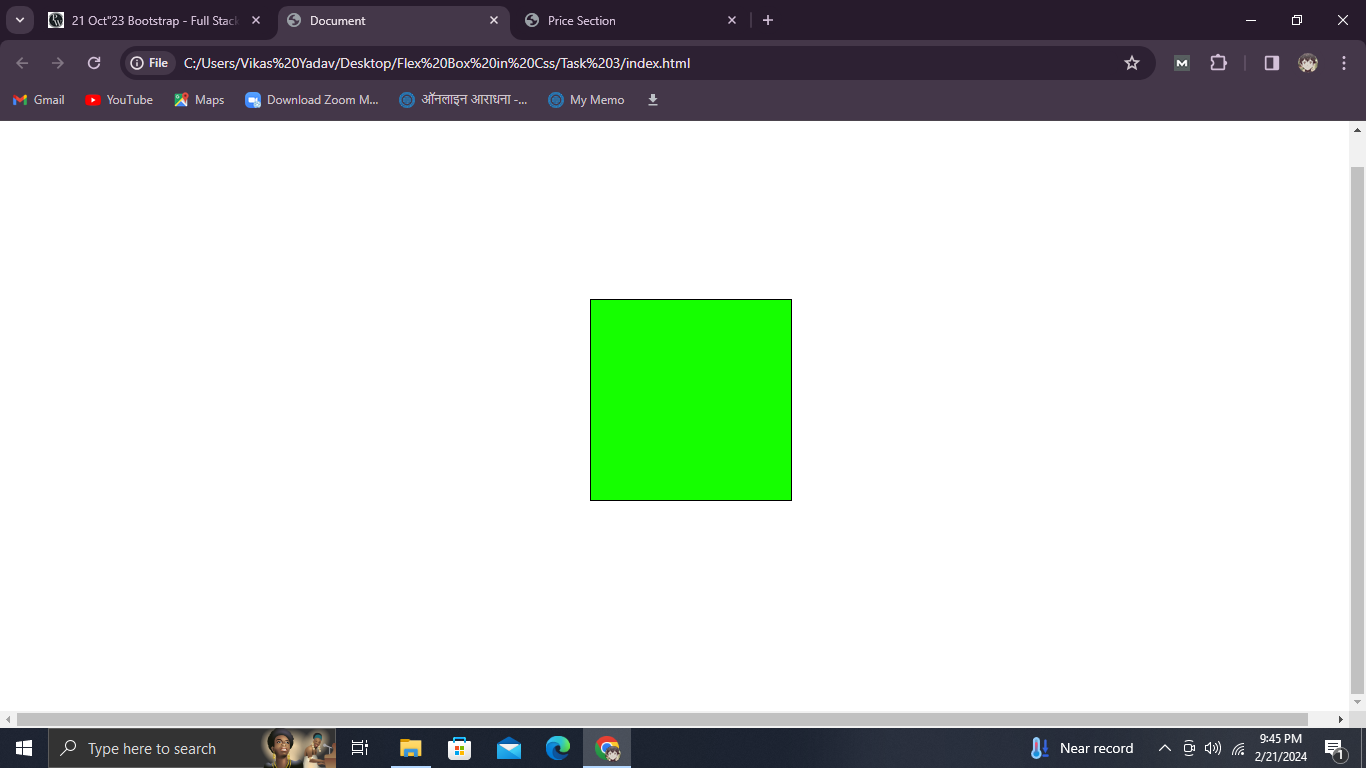 21 Oct"23 Bootstrap - Full Stack
Document
Price Section
File
C:/Users/Vikas%20Yadav/Desktop/Flex%20Box%20in%20Css/Task%203/index.html
Gmail
YouTube
Maps
Download Zoom M...
ऑनलाइन आराधना -...
My Memo
Type here to search
Near record
9:45 PM
2/21/2024
1